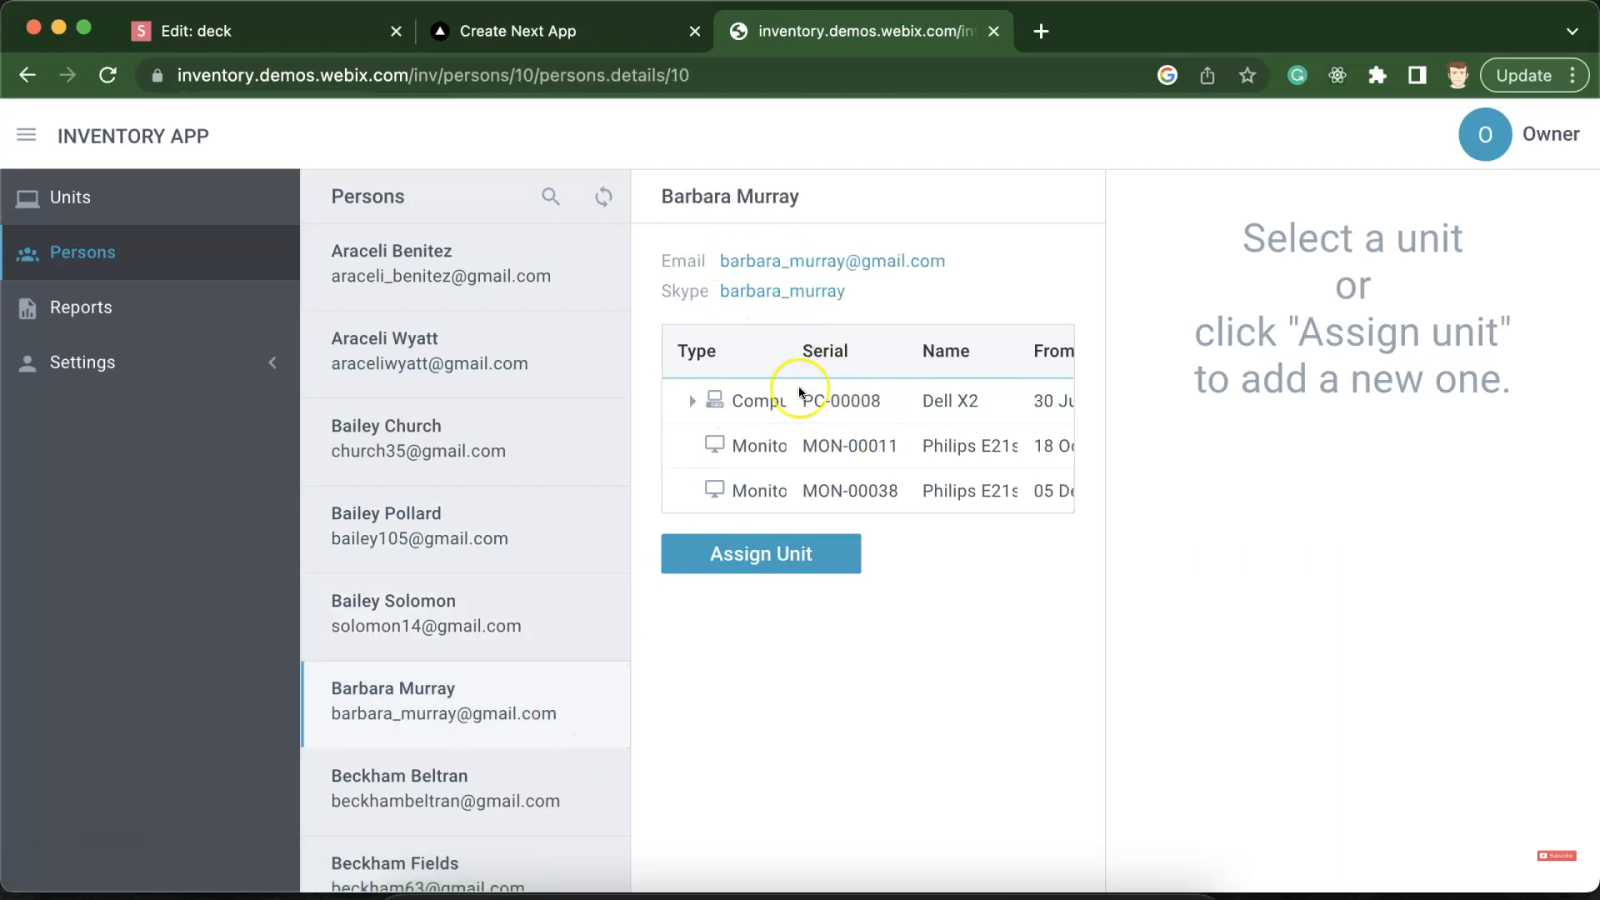 Edit: deck
Create Next App
inventory.demos.webix.com/in
inventory.demos.webix.com/inv/persons/10/persons.details/10
Update
INVENTORY APP
O
Owner
Units
Persons
Reports
Settings
Persons
Araceli Benitez
araceli_benitez@gmail.com
Araceli Wyatt
araceliwyatt@gmail.com
Bailey Church
church35@gmail.com
Bailey Pollard
bailey105@gmail.com
Bailey Solomon
solomon14@gmail.com
Barbara Murray
barbara_murray@gmail.com
Beckham Beltran
beckhambeltran@gmail.com
Beckham Fields
beckham63@gmail.com
Barbara Murray
Email barbara_murray@gmail.com
Skype barbara_murray
Type Serial Name From
Compu PC-00008 Dell X2 30 Ju
Monito MON-00011 Philips E21s 18 Oc
Monito MON-00038 Philips E21s 05 De
Assign Unit
Select a unit
or
click "Assign unit"
to add a new one.
Subscribe